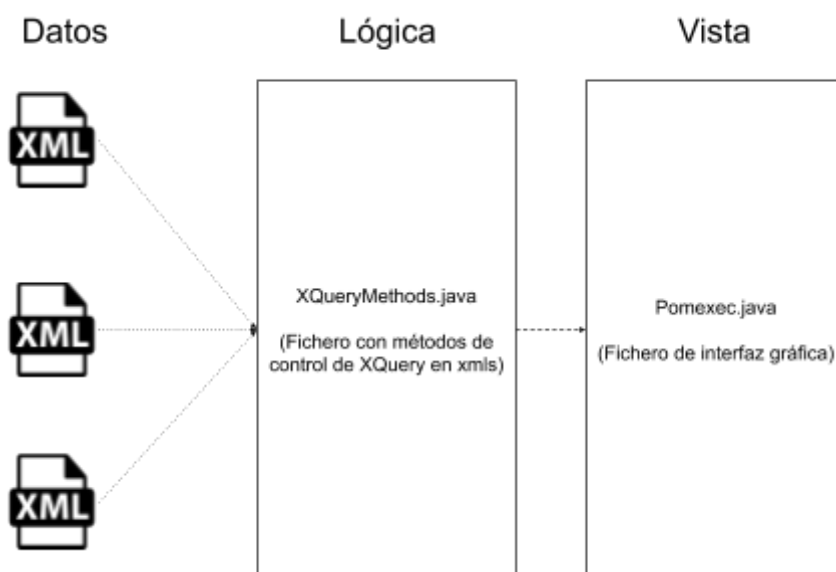 Datos
Lógica
Vista
XML
XML
XML
XQueryMethods.java
(Fichero con métodos de
control de XQuery en xmls)
Pomexec.java
(Fichero de interfaz gráfica)